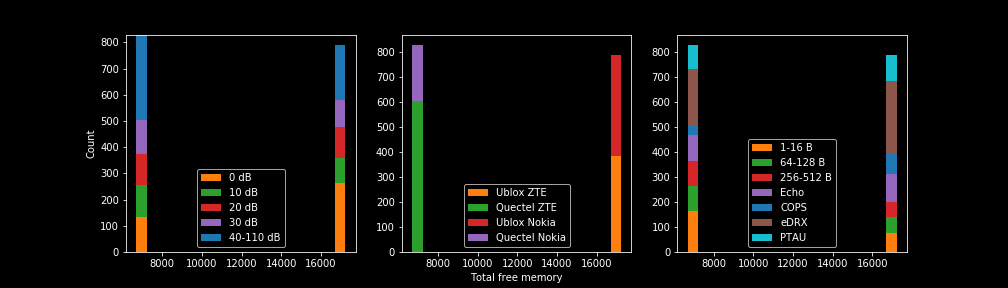 Count
800
700
600
500
400
300
200
100
0
0 dB
10 dB
20 dB
30 dB
40-110 dB
8000 10000 12000 14000 16000
800
700
600
500
400
300
200
100
0
Ublox ZTE
Quectel ZTE
Ublox Nokia
Quectel Nokia
8000 10000 12000 14000 16000
Total free memory
800
700
600
500
400
300
200
100
0
1-16 B
64-128 B
256-512 B
Echo
COPS
eDRX
PTAU
8000 10000 12000 14000 16000